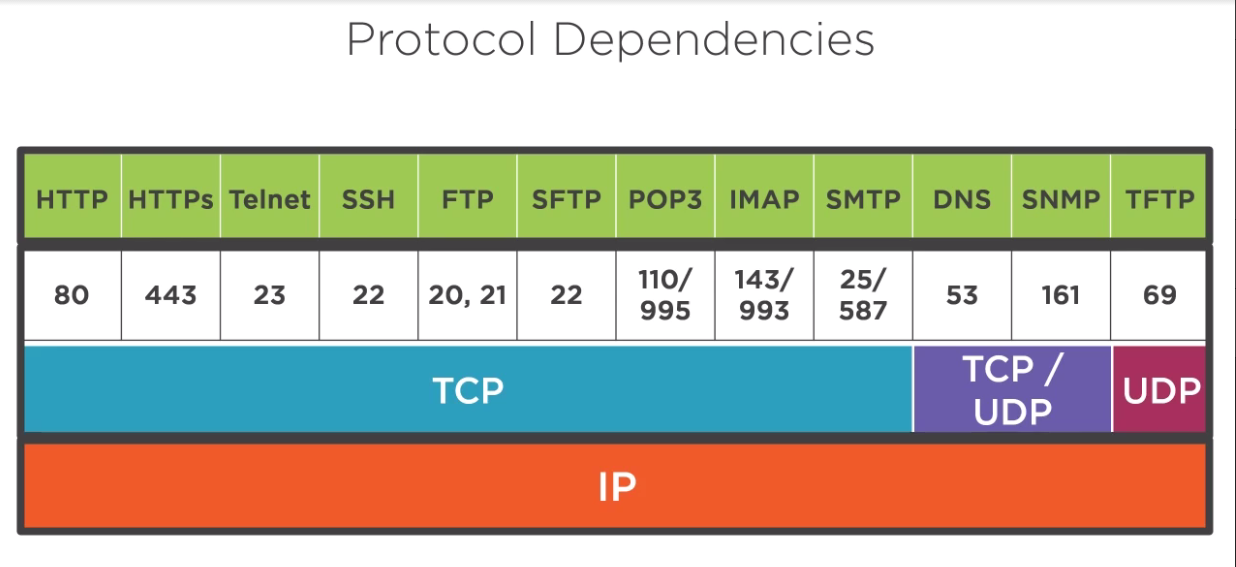 Protocol Dependencies
HTTP HTTPs Telnet SSH FTP SFTP POP3 IMAP SMTP DNS SNMP TFTP
80 443 23 22 20, 21 22 110/ 995 143/ 993 25/ 587 53 161 69
TCP TCP / UDP UDP
IP